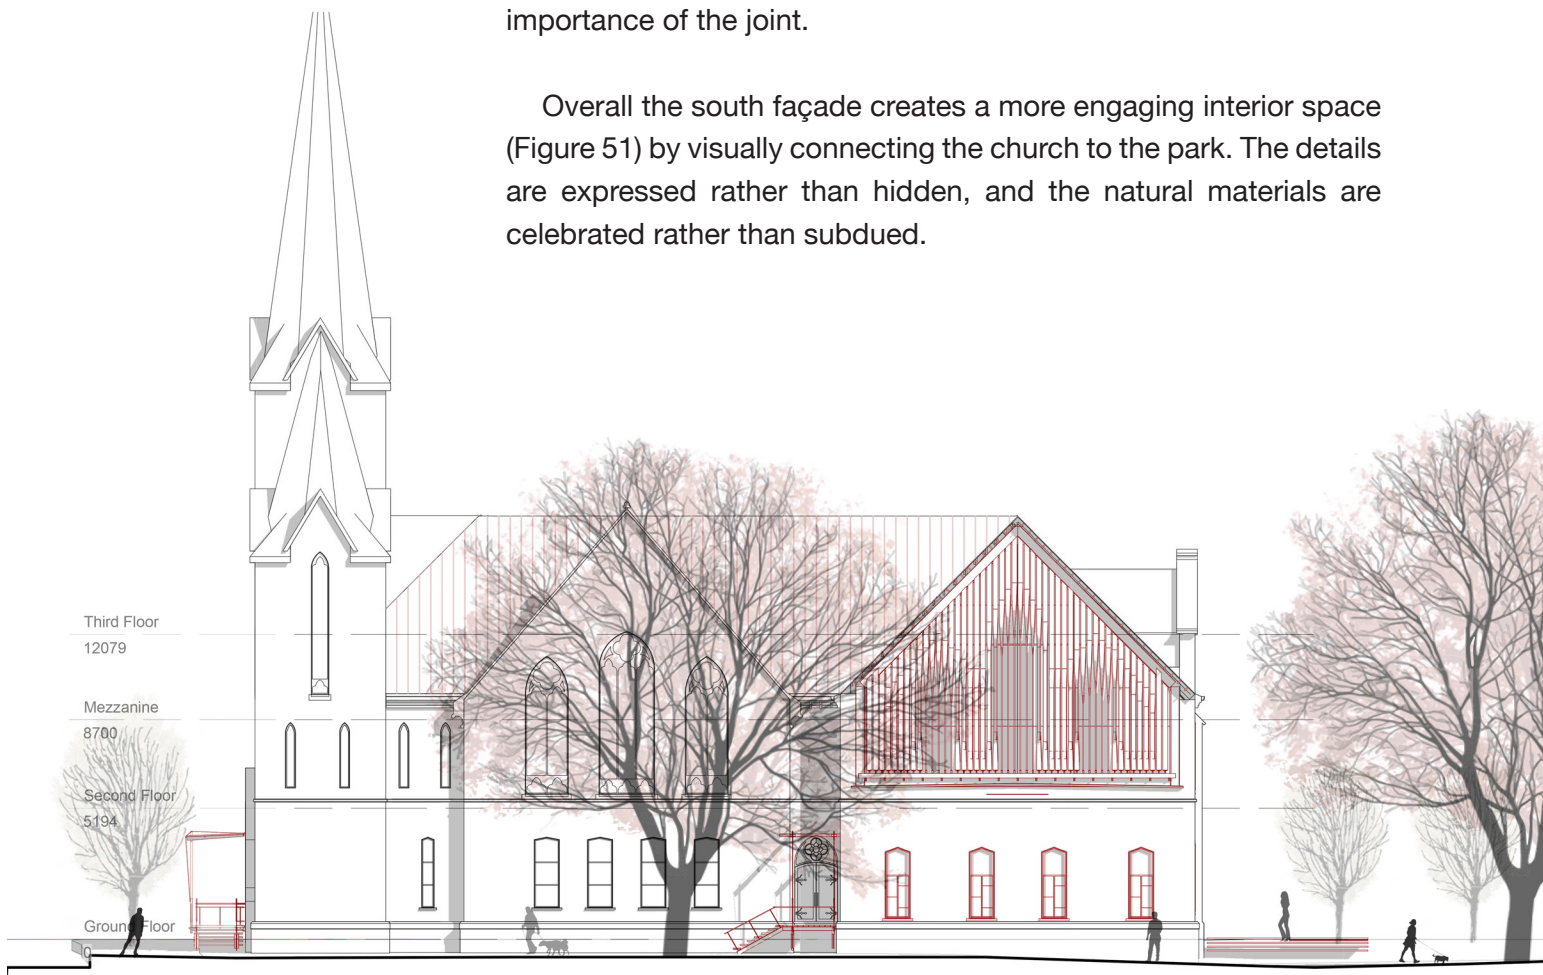 importance of the joint.
Overall the south façade creates a more engaging interior space
(Figure 51) by visually connecting the church to the park. The details
are expressed rather than hidden, and the natural materials are
celebrated rather than subdued.
Third Floor
12079
Mezzanine
8700
Second Floor
5194
Ground Floor
0